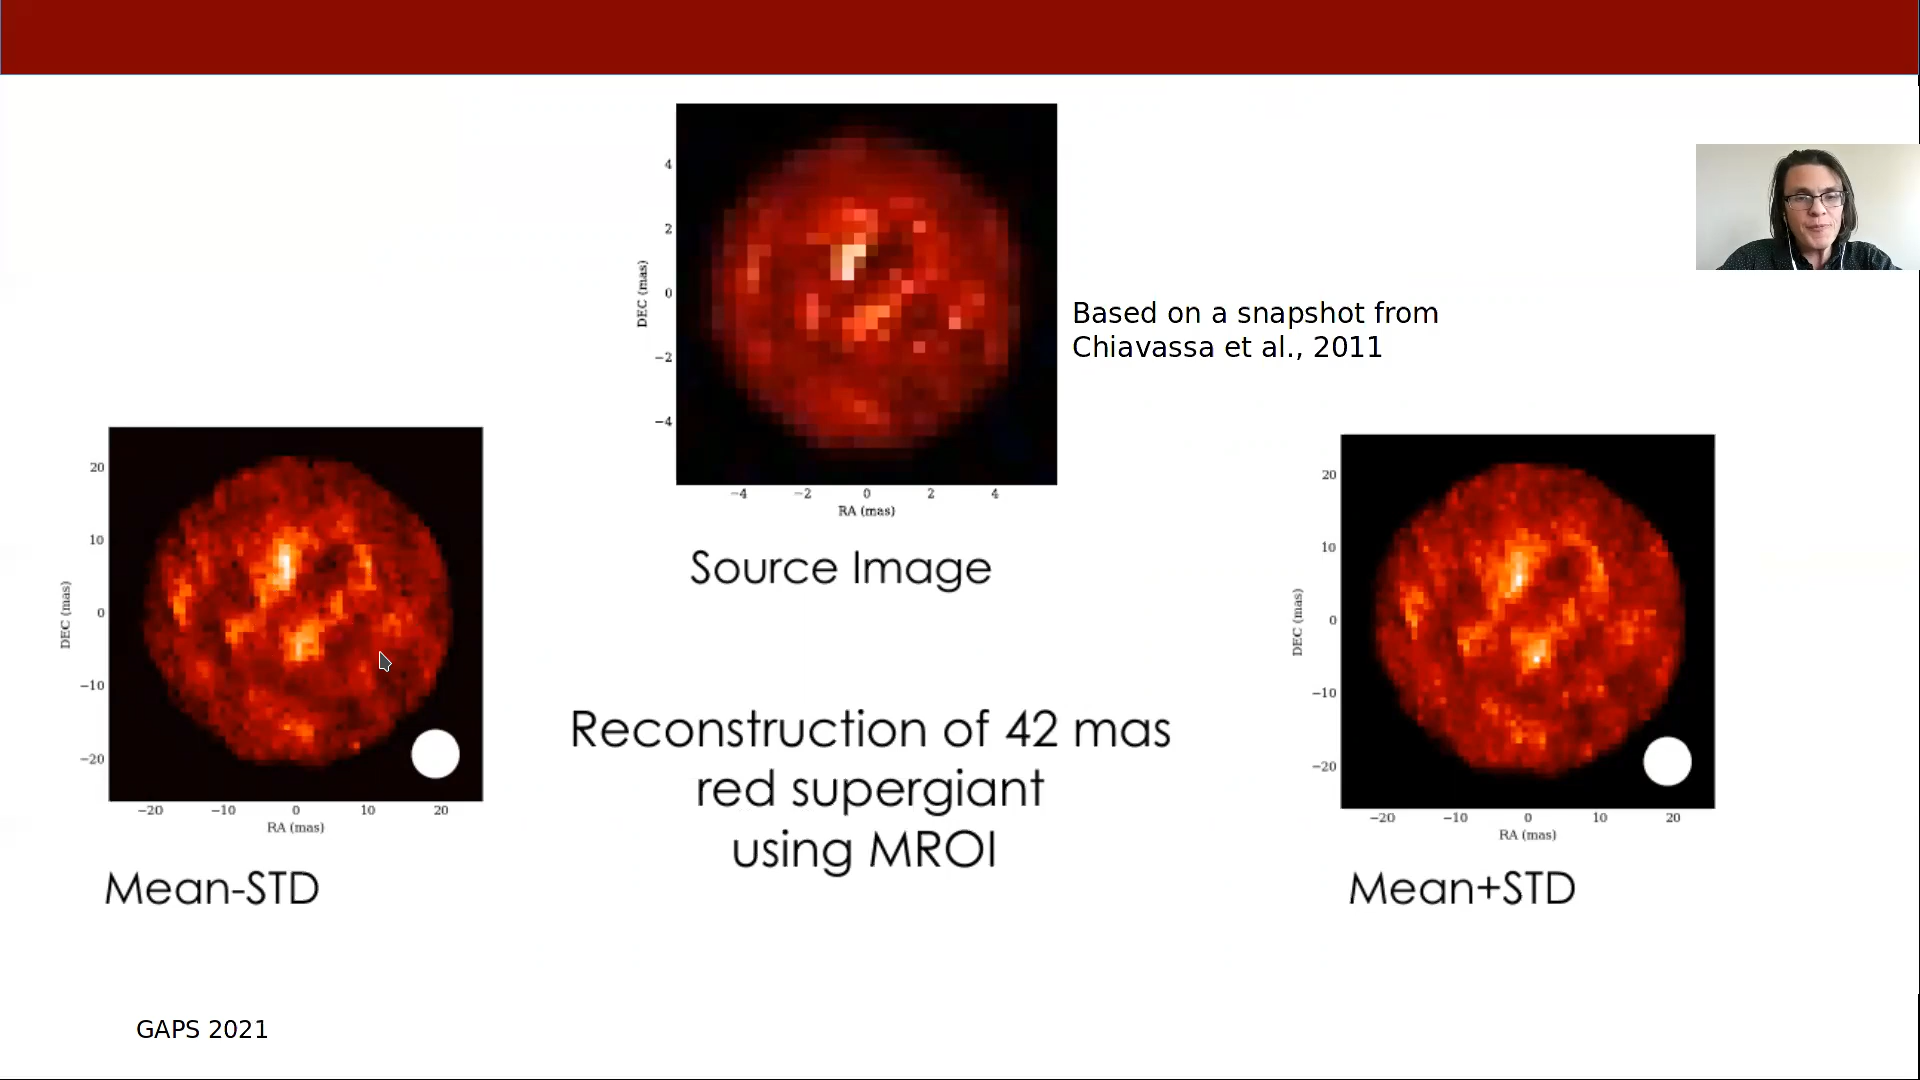 4
2
0
−2
−4
DEC (mas)
−4 −2 0 2 4
RA (mas)
Based on a snapshot from
Chiavassa et al., 2011
Source Image
20
10
0
−10
−20
DEC (mas)
−20 −10 0 10 20
RA (mas)
Mean-STD
Reconstruction of 42 mas
red supergiant
using MROI
20
10
0
−10
−20
DEC (mas)
−20 −10 0 10 20
RA (mas)
Mean+STD
GAPS 2021